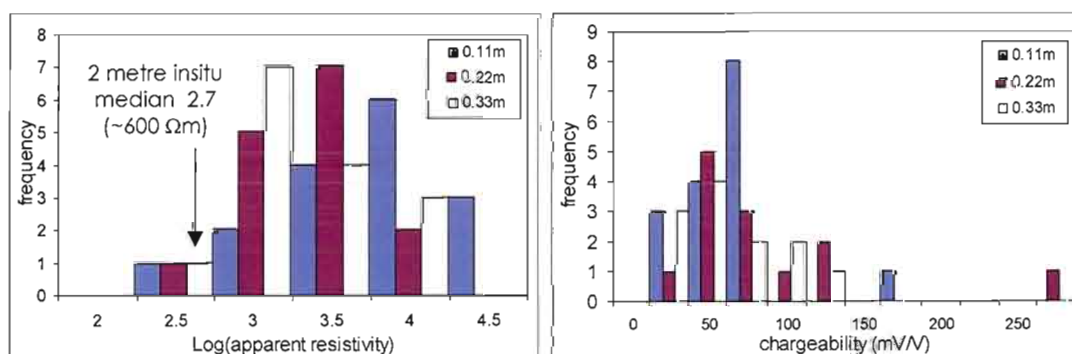 8
7
6
5
4
3
2
1
0
frequency
2 metre insitu
median 2.7
(~600 Ωm)
0.11m
0.22m
0.33m
2 2.5 3 3.5 4 4.5
Log(apparent resistivity)
9
8
7
6
5
4
3
2
1
0
frequency
0.11m
0.22m
0.33m
0 50 100 150 200 250
chargeability (mV/V)